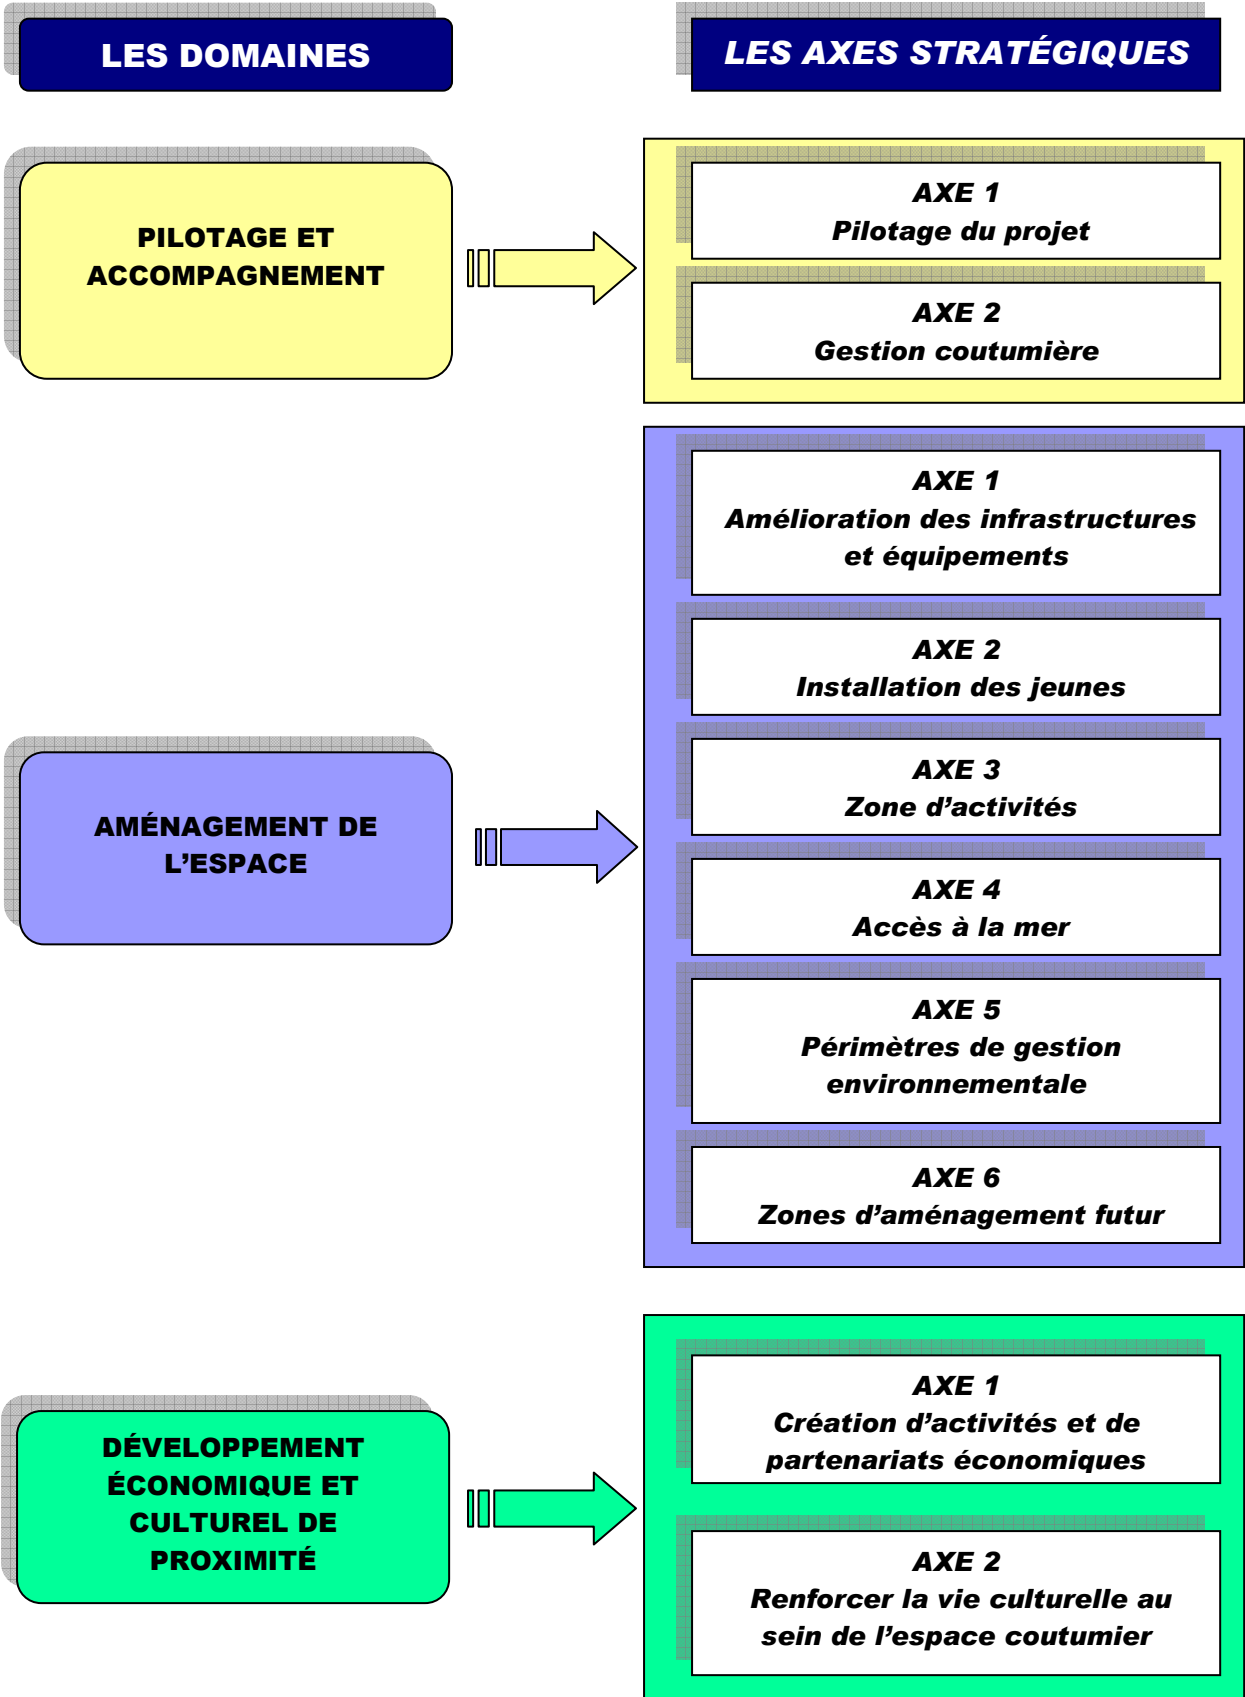 LES DOMAINES
LES AXES STRATÉGIQUES
PILOTAGE ET
ACCOMPAGNEMENT
AXE 1
Pilotage du projet
AXE 2
Gestion coutumière
AMÉNAGEMENT DE
L’ESPACE
AXE 1
Amélioration des infrastructures
et équipements
AXE 2
Installation des jeunes
AXE 3
Zone d’activités
AXE 4
Accès à la mer
AXE 5
Périmètres de gestion
environnementale
AXE 6
Zones d’aménagement futur
DÉVELOPPEMENT
ÉCONOMIQUE ET
CULTUREL DE
PROXIMITÉ
AXE 1
Création d’activités et de
partenariats économiques
AXE 2
Renforcer la vie culturelle au
sein de l’espace coutumier